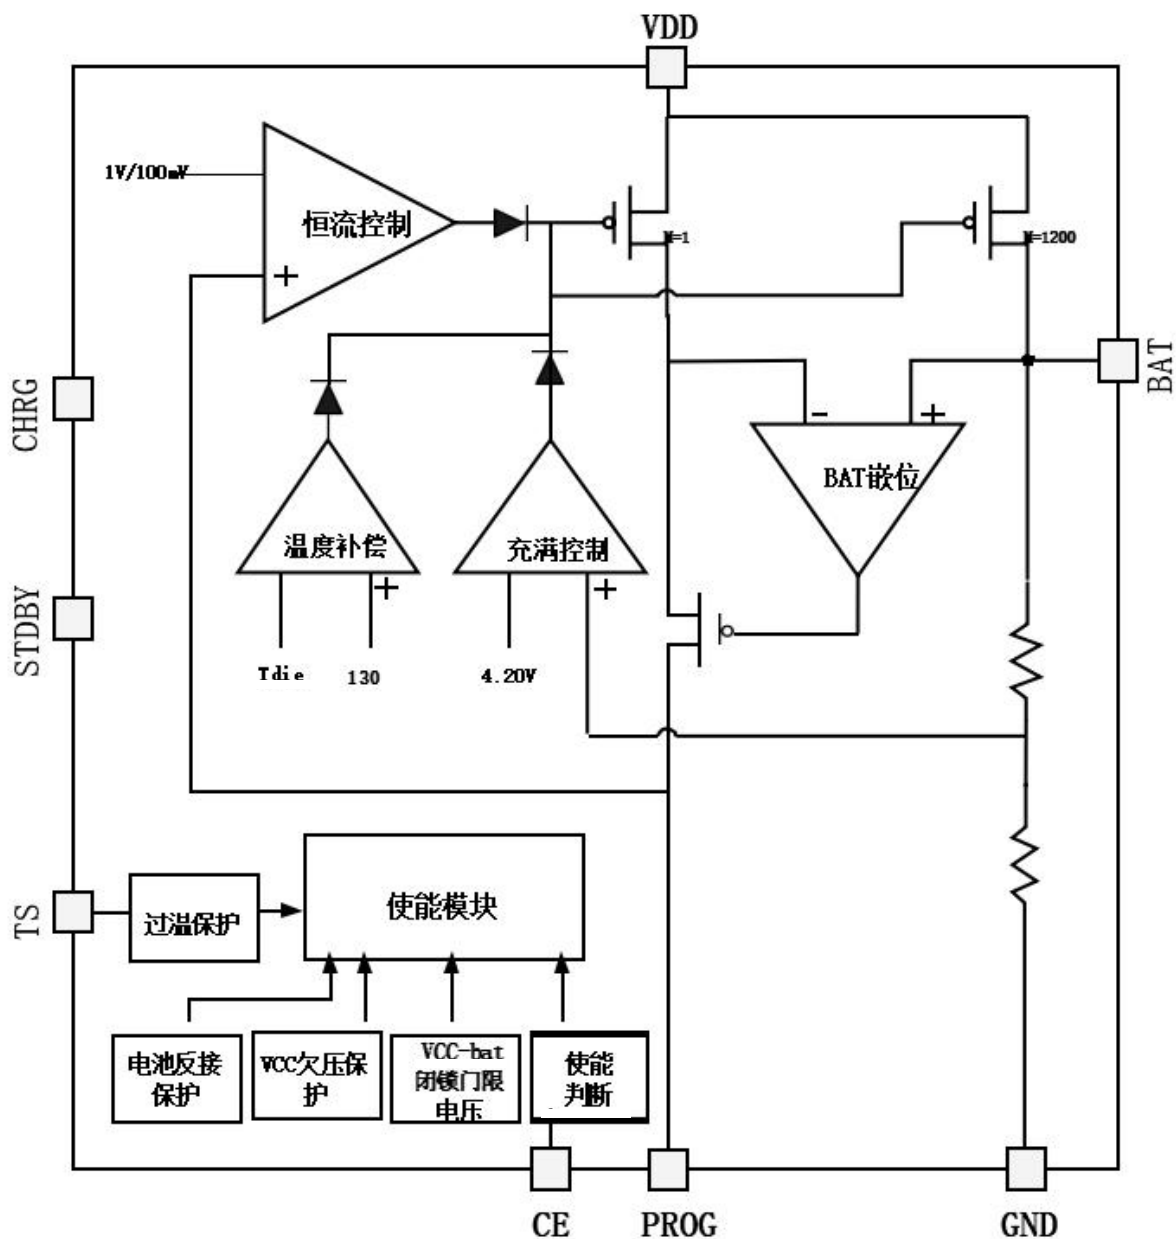 VDD
1V/100mV
恒流控制
+
M=1
M=1200
BAT
CHRG
-
+
BAT嵌位
温度补偿
+
充满控制
+
Tdie
130
4.20V
STDBY
TS
过温保护
使能模块
电池反接
保护
VCC欠压保
护
VCC-bat
闭锁门限
电压
使能
判断
CE
PROG
GND